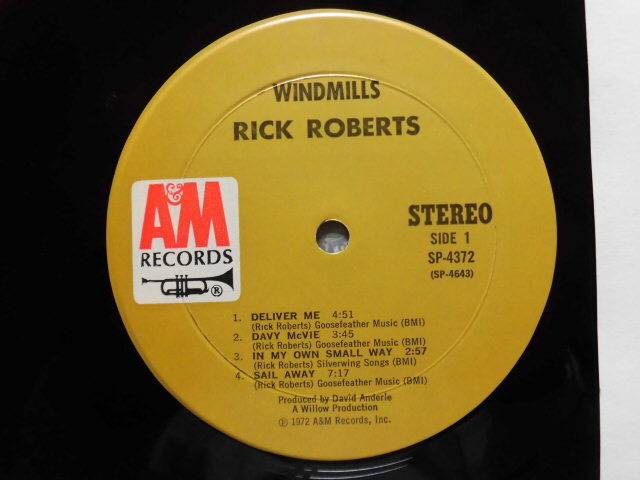 WINDMILLS
RICK ROBERTS
A&M
RECORDS
®
STEREO
SIDE 1
SP-4372
(SP-4643)
1. DELIVER ME 4:51
(Rick Roberts) Goosefeather Music (BMI)
2. DAVY McVIE 3:45
(Rick Roberts) Goosefeather Music (BMI)
3. IN MY OWN SMALL WAY 2:57
(Rick Roberts) Silverwing Songs (BMI)
4. SAIL AWAY 7:17
(Rick Roberts) Goosefeather Music (BMI)
Produced by David Anderle
A Willow Production
℗ 1972 A&M Records, Inc.